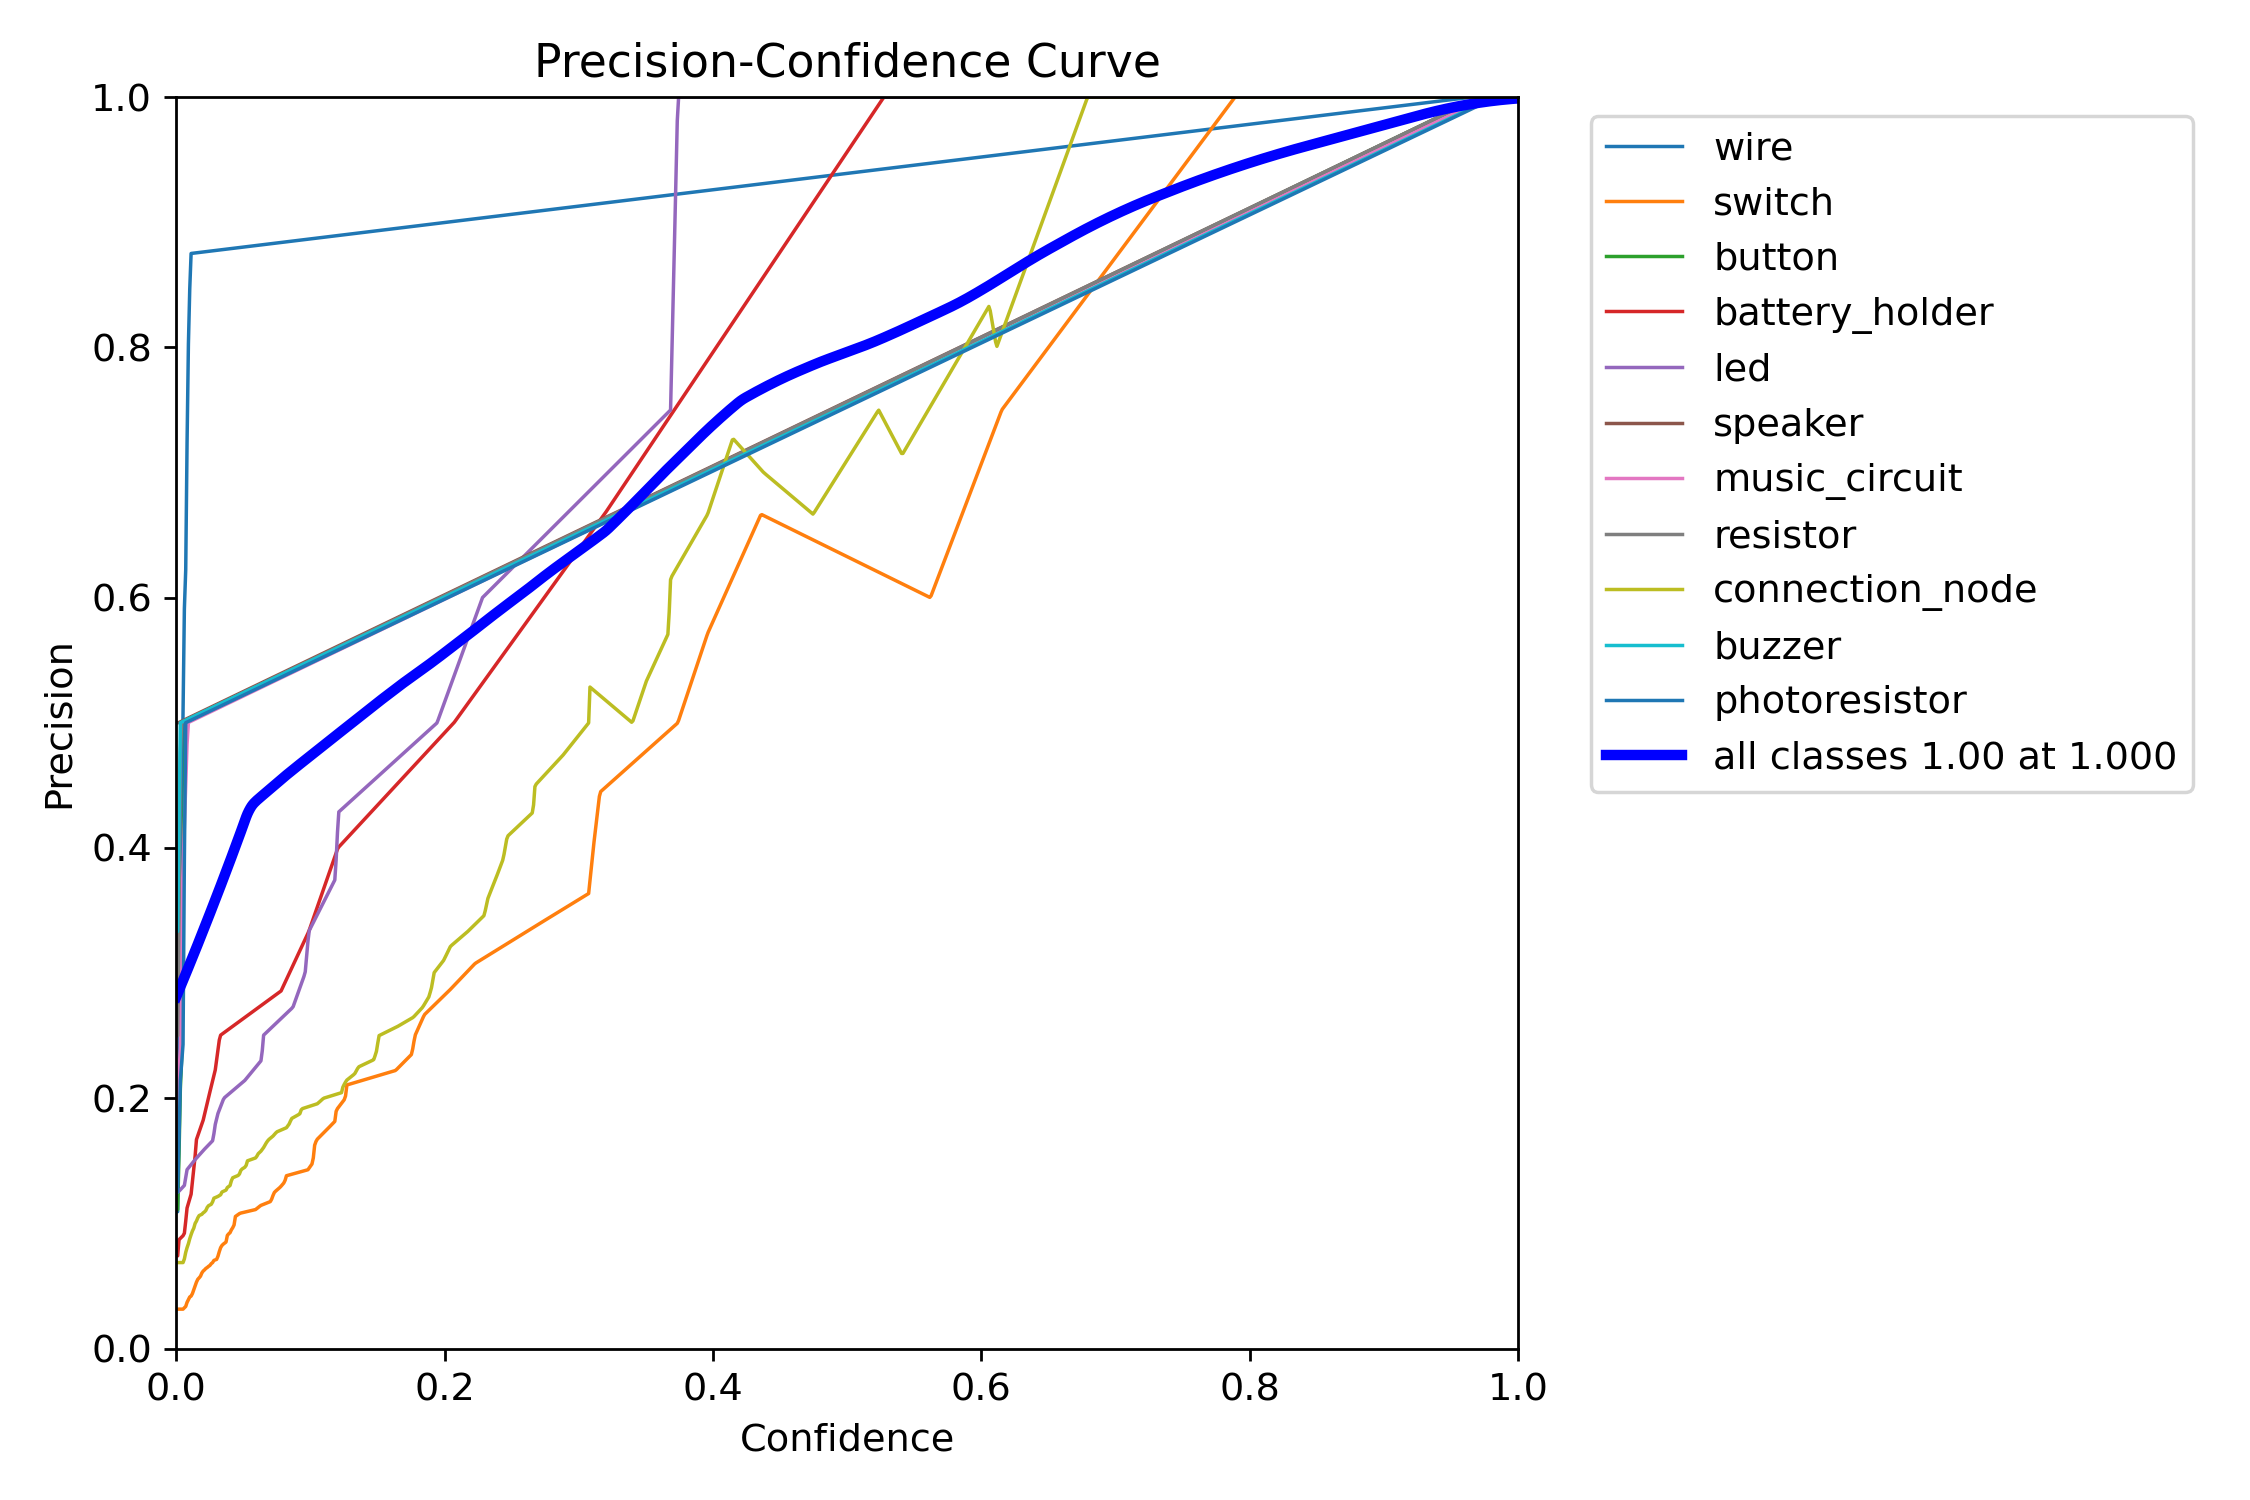 Precision-Confidence Curve
1.0
0.8
0.6
0.4
0.2
0.0
Precision
0.0 0.2 0.4 0.6 0.8 1.0
Confidence
wire
switch
button
battery_holder
led
speaker
music_circuit
resistor
connection_node
buzzer
photoresistor
all classes 1.00 at 1.000